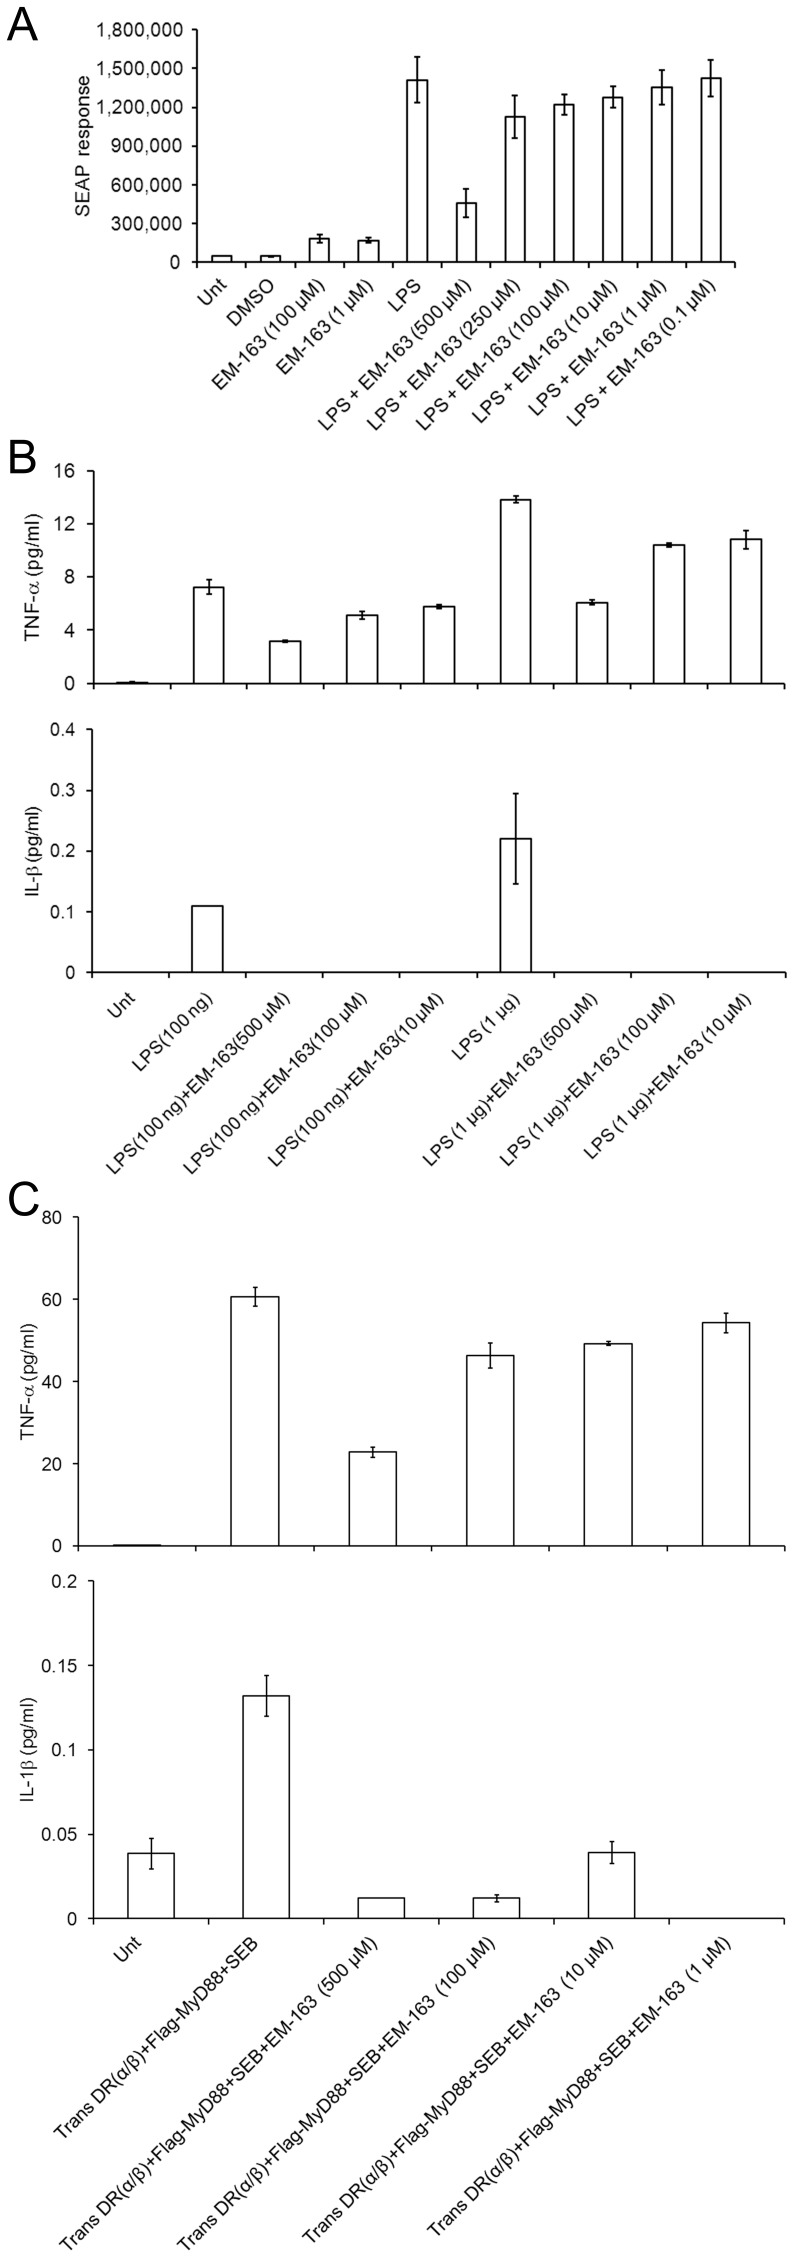 A
SEAP response
1,800,000
1,500,000
1,200,000
900,000
600,000
300,000
0
Unt
DMSO
EM-163 (100 µM)
EM-163 (1 µM)
LPS
LPS + EM-163 (500 µM)
LPS + EM-163 (250 µM)
LPS + EM-163 (100 µM)
LPS + EM-163 (10 µM)
LPS + EM-163 (1 µM)
LPS + EM-163 (0.1 µM)
B
TNF-α (pg/ml)
16
12
8
4
0
IL-β (pg/ml)
0.4
0.3
0.2
0.1
0
Unt
LPS(100 ng)
LPS(100 ng)+EM-163(500 µM)
LPS(100 ng)+EM-163(100 µM)
LPS(100 ng)+EM-163(10 µM)
LPS (1 µg)
LPS (1 µg)+EM-163 (500 µM)
LPS (1 µg)+EM-163 (100 µM)
LPS (1 µg)+EM-163 (10 µM)
C
TNF-α (pg/ml)
80
60
40
20
0
IL-1β (pg/ml)
0.2
0.15
0.1
0.05
0
Unt
Trans DR(α/β)+Flag-MyD88+SEB
Trans DR(α/β)+Flag-MyD88+SEB+EM-163 (500 µM)
Trans DR(α/β)+Flag-MyD88+SEB+EM-163 (100 µM)
Trans DR(α/β)+Flag-MyD88+SEB+EM-163 (10 µM)
Trans DR(α/β)+Flag-MyD88+SEB+EM-163 (1 µM)